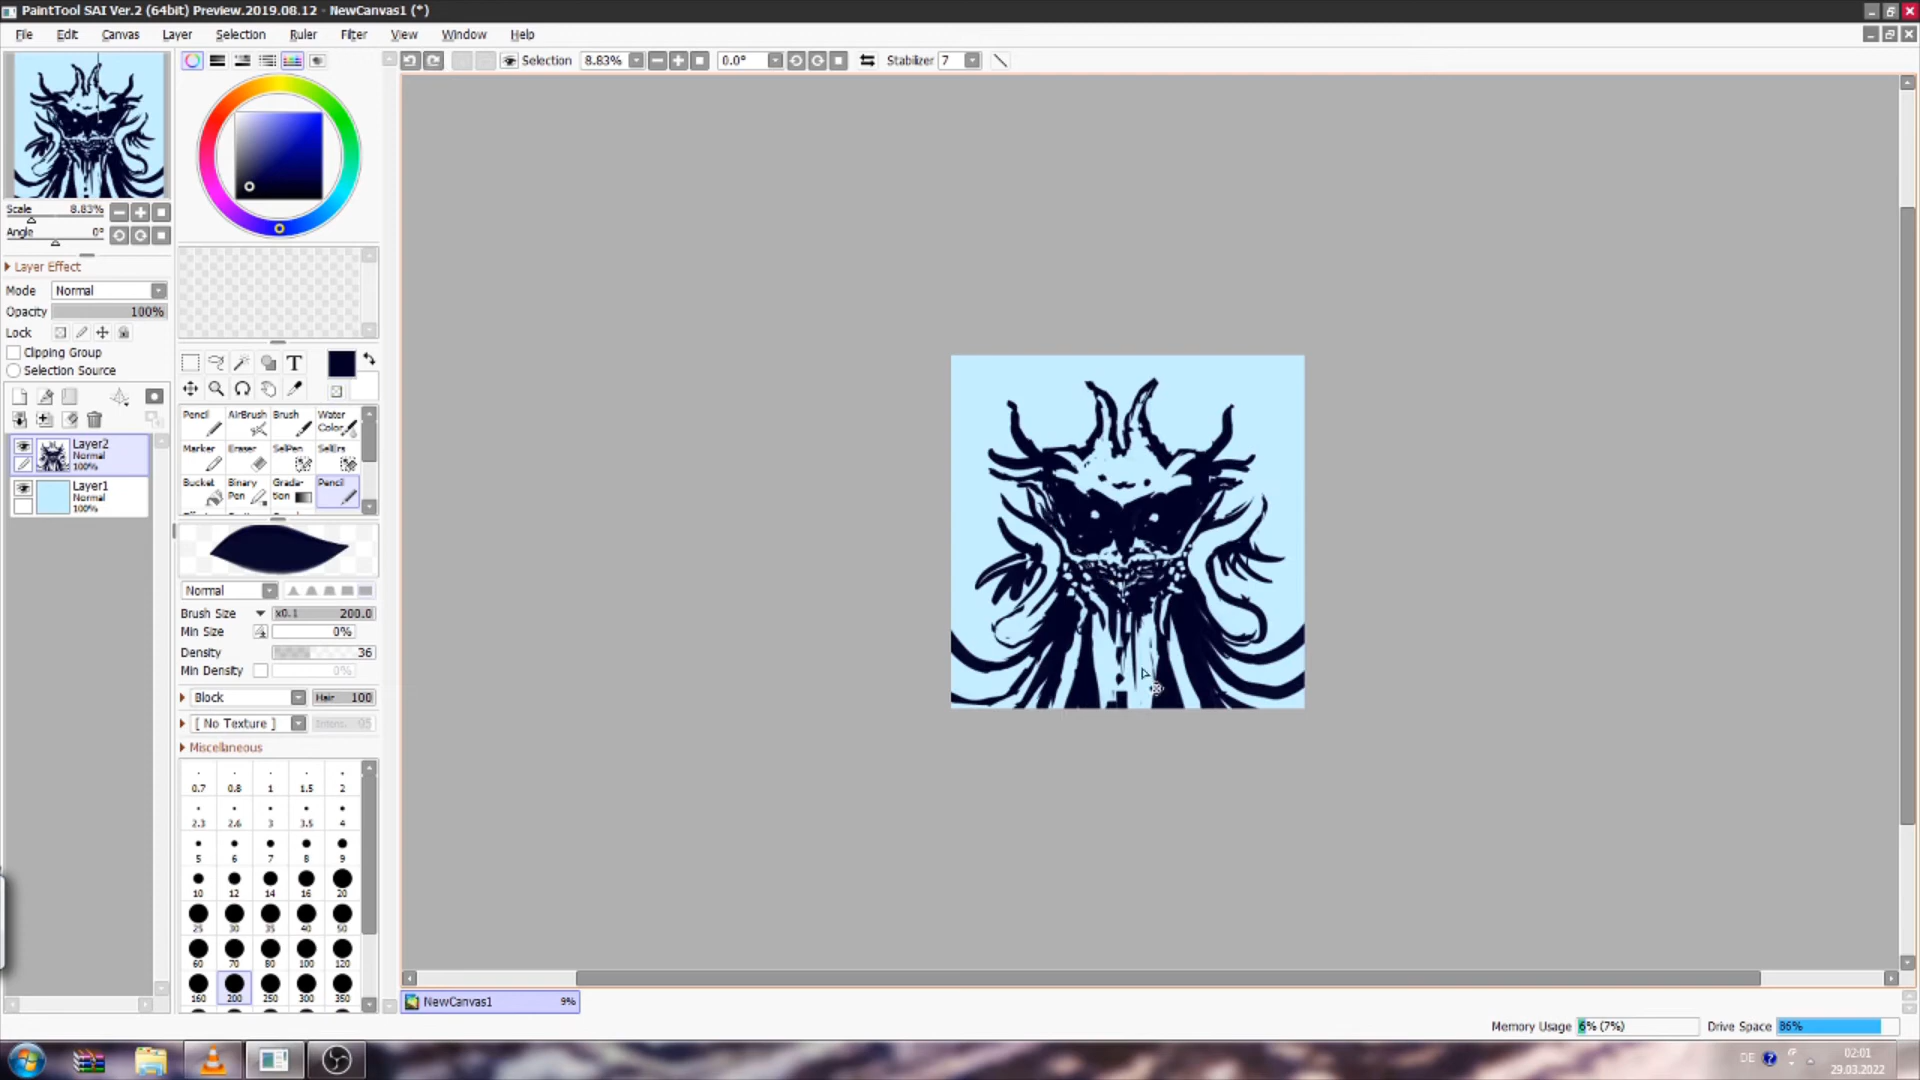 PaintTool SAI Ver.2 (64bit) Preview.2019.08.12 - NewCanvas1 (*)
File Edit Canvas Layer Selection Ruler Filter View Window Help
Selection 8.83% 0.0° Stabilizer 7
Scale 8.83%
Angle 0°
Layer Effect
Mode Normal
Opacity 100%
Lock
Clipping Group
Selection Source
Layer2
Normal
100%
Layer1
Normal
100%
T
Pencil AirBrush Brush Water Color
Marker Eraser SelPen SelErs
Bucket Binary Pen Grada-tion Pencil
Normal
Brush Size x0.1 200.0
Min Size 0%
Density 36
Min Density 0%
Block Hair 100
[ No Texture ] 95
Miscellaneous
0.7 0.8 1 1.5 2
2.3 2.6 3 3.5 4
5 6 7 8 9
10 12 14 16 20
25 30 35 40 50
60 70 80 100 120
160 200 250 300 350
NewCanvas1 9%
Memory Usage 6% (7%) Drive Space 86%
DE
02:01
29.03.2022